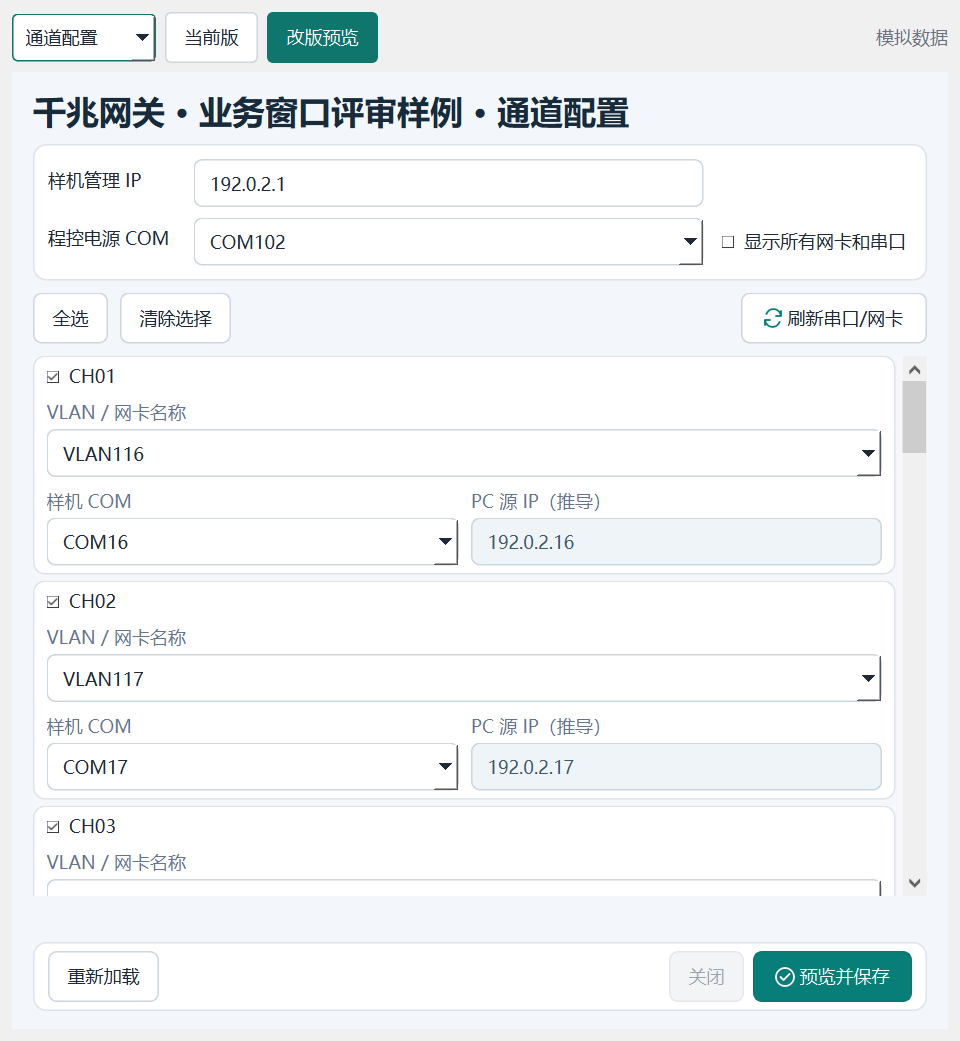 通道配置 当前版 改版预览 模拟数据
千兆网关 • 业务窗口评审样例 • 通道配置
样机管理 IP 192.0.2.1
程控电源 COM COM102 显示所有网卡和串口
全选 清除选择 刷新串口/网卡
CH01
VLAN / 网卡名称
VLAN116
样机 COM PC 源 IP（推导）
COM16 192.0.2.16
CH02
VLAN / 网卡名称
VLAN117
样机 COM PC 源 IP（推导）
COM17 192.0.2.17
CH03
VLAN / 网卡名称
重新加载 关闭 预览并保存